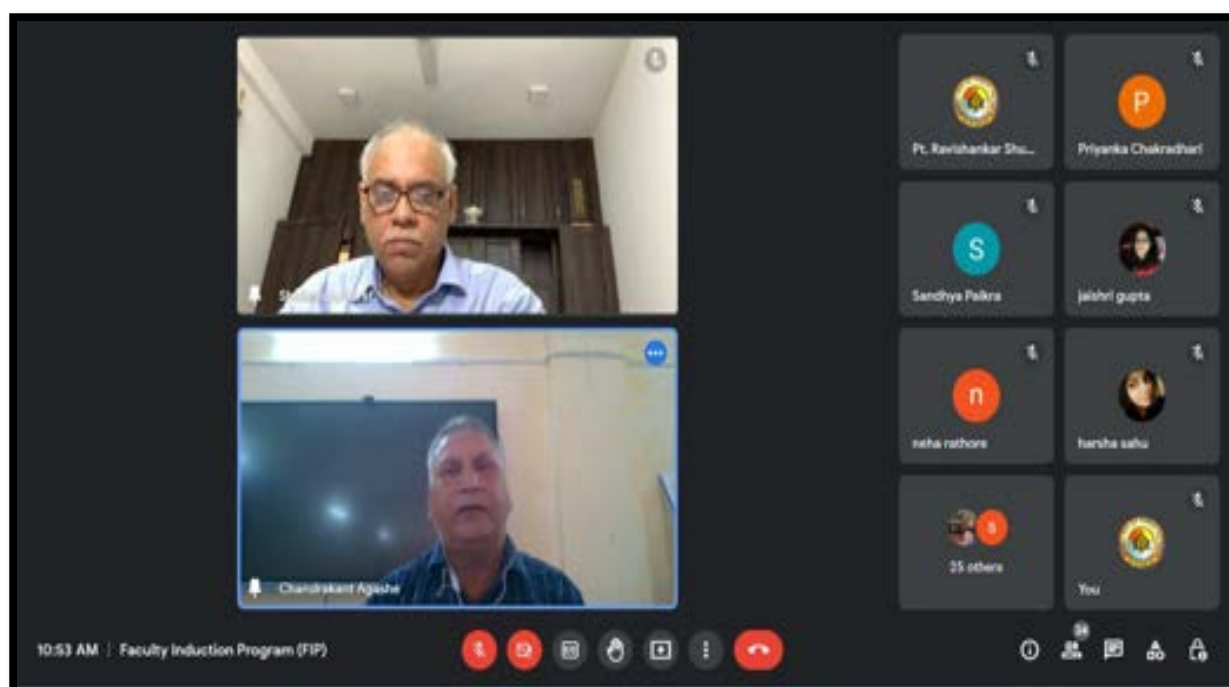 Chandrakant Agashe
Pt. Ravishankar Shu...
P
Priyanka Chakradhari
S
Sandhya Paikra
jaishri gupta
n
neha rathore
harsha sahu
s
25 others
You
10:53 AM | Faculty Induction Program (FIP)
34